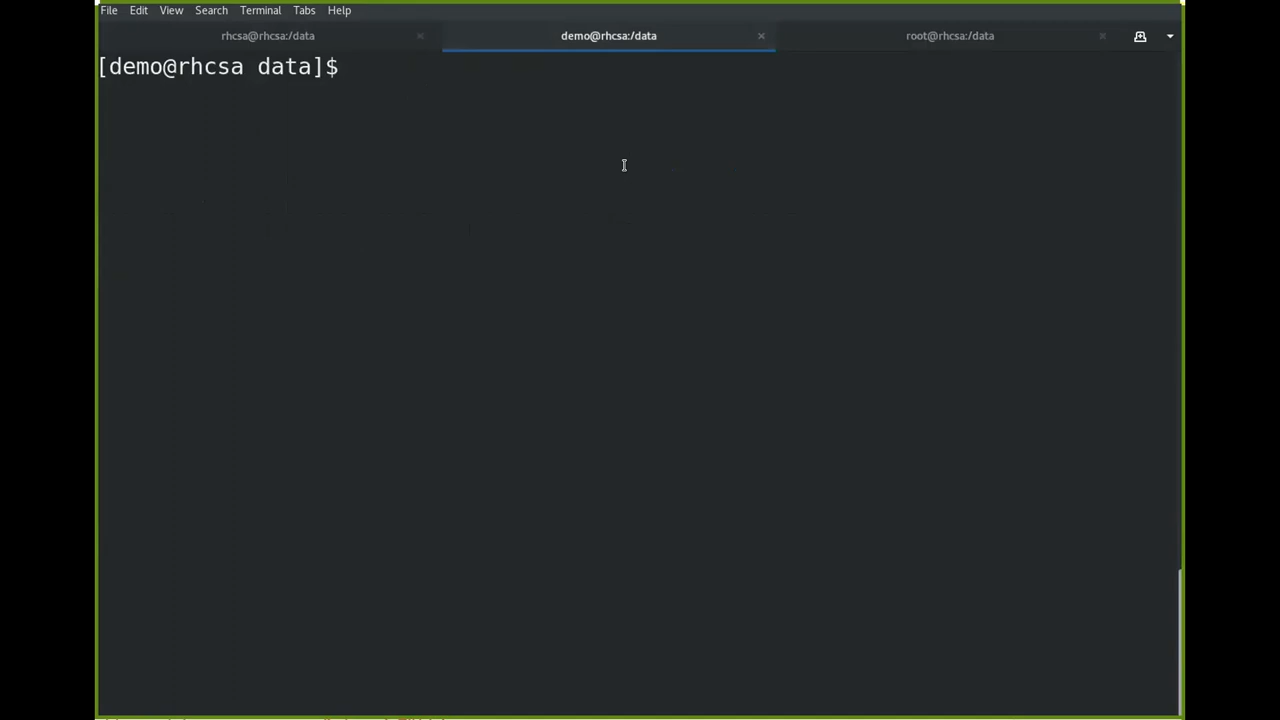 File Edit View Search Terminal Tabs Help
rhcsa@rhcsa:/data × demo@rhcsa:/data × root@rhcsa:/data ×
[demo@rhcsa data]$